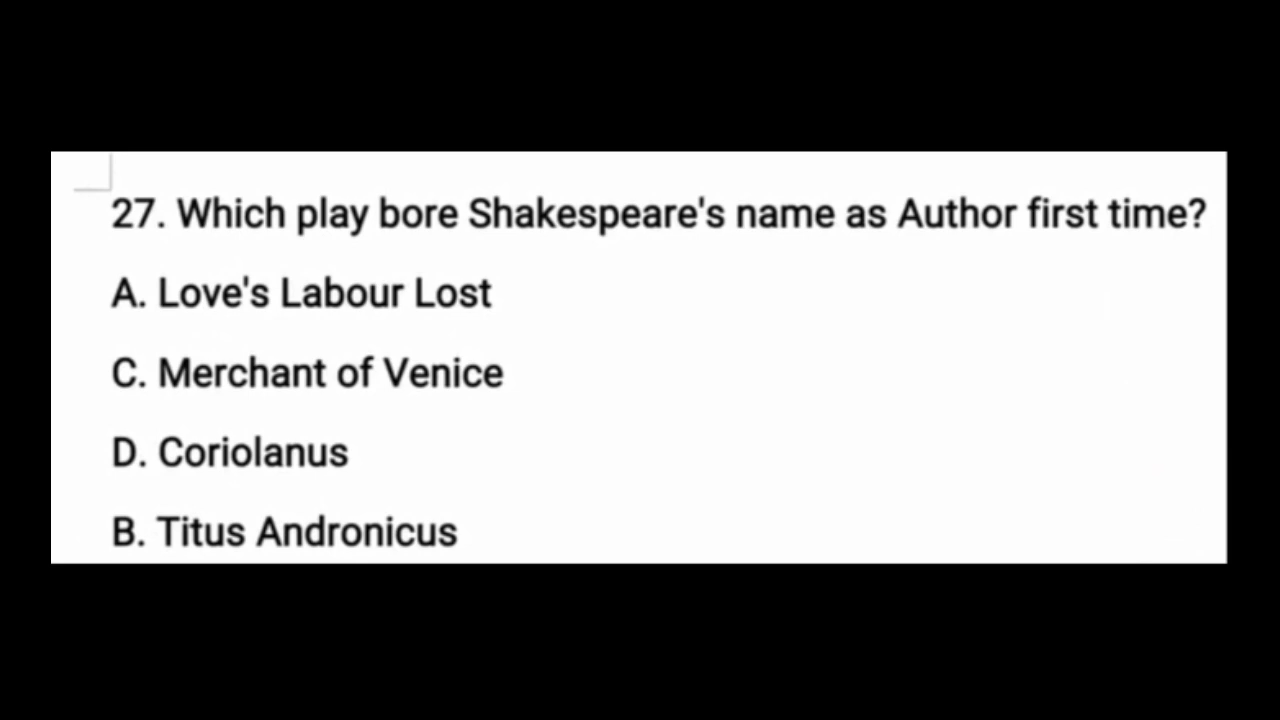 27. Which play bore Shakespeare's name as Author first time?
A. Love's Labour Lost
C. Merchant of Venice
D. Coriolanus
B. Titus Andronicus